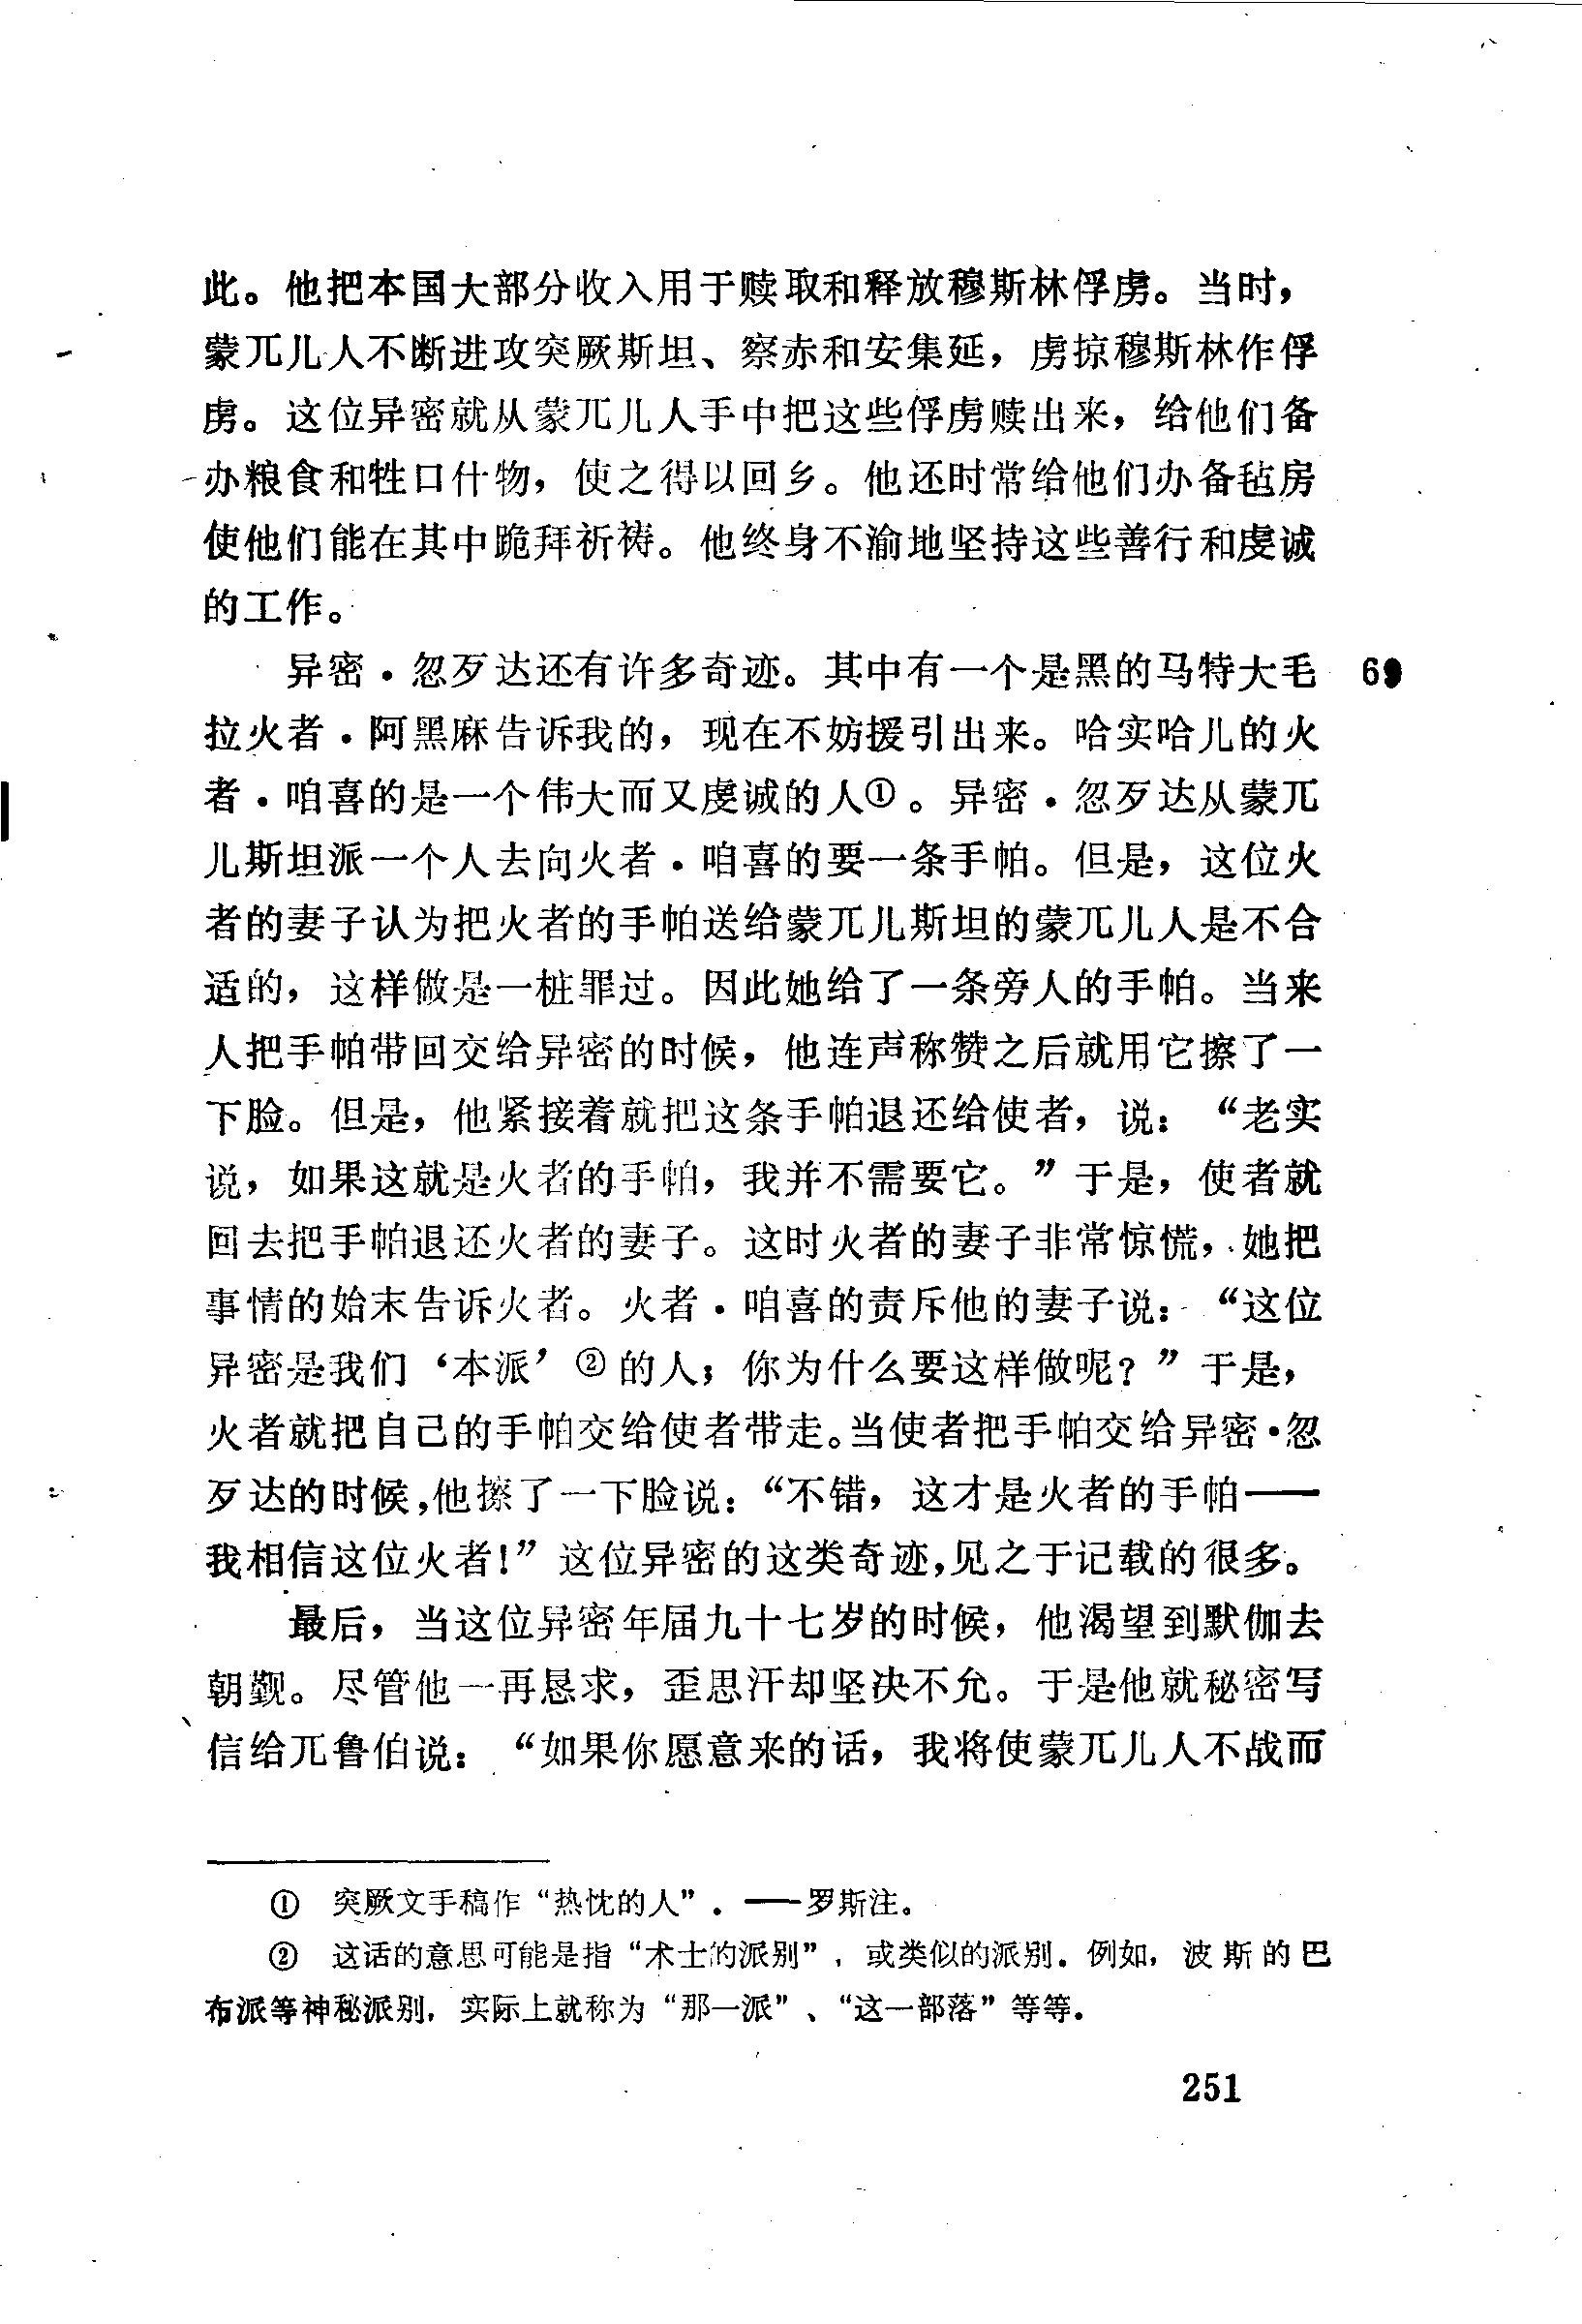 此。他把本国大部分收入用于赎取和释放穆斯林俘虏。当时，
蒙兀儿人不断进攻突厥斯坦、察赤和安集延，虏掠穆斯林作俘
虏。这位异密就从蒙兀儿人手中把这些俘虏赎出来，给他们备
办粮食和牲口什物，使之得以回乡。他还时常给他们办备毡房
使他们能在其中跪拜祈祷。他终身不渝地坚持这些善行和虔诚
的工作。
异密·忽歹达还有许多奇迹。其中有一个是黑的马特大毛 69
拉火者·阿黑麻告诉我的，现在不妨援引出来。哈实哈儿的火
者·咱喜的是一个伟大而又虔诚的人①。异密·忽歹达从蒙兀
儿斯坦派一个人去向火者·咱喜的要一条手帕。但是，这位火
者的妻子认为把火者的手帕送给蒙兀儿斯坦的蒙兀儿人是不合
适的，这样做是一桩罪过。因此她给了一条旁人的手帕。当来
人把手帕带回交给异密的时候，他连声称赞之后就用它擦了一
下脸。但是，他紧接着就把这条手帕退还给使者，说：“老实
说，如果这就是火者的手帕，我并不需要它。”于是，使者就
回去把手帕退还火者的妻子。这时火者的妻子非常惊慌，她把
事情的始末告诉火者。火者·咱喜的责斥他的妻子说：“这位
异密是我们‘本派’②的人；你为什么要这样做呢？”于是，
火者就把自己的手帕交给使者带走。当使者把手帕交给异密·忽
歹达的时候，他擦了一下脸说：“不错，这才是火者的手帕——
我相信这位火者！”这位异密的这类奇迹，见之于记载的很多。
最后，当这位异密年届九十七岁的时候，他渴望到默伽去
朝觐。尽管他一再恳求，歪思汗却坚决不允。于是他就秘密写
信给兀鲁伯说：“如果你愿意来的话，我将使蒙兀儿人不战而
① 突厥文手稿作“热忱的人”．——罗斯注。
② 这话的意思可能是指“术士的派别”，或类似的派别．例如，波斯的巴
布派等神秘派别，实际上就称为“那一派”、“这一部落”等等．
251